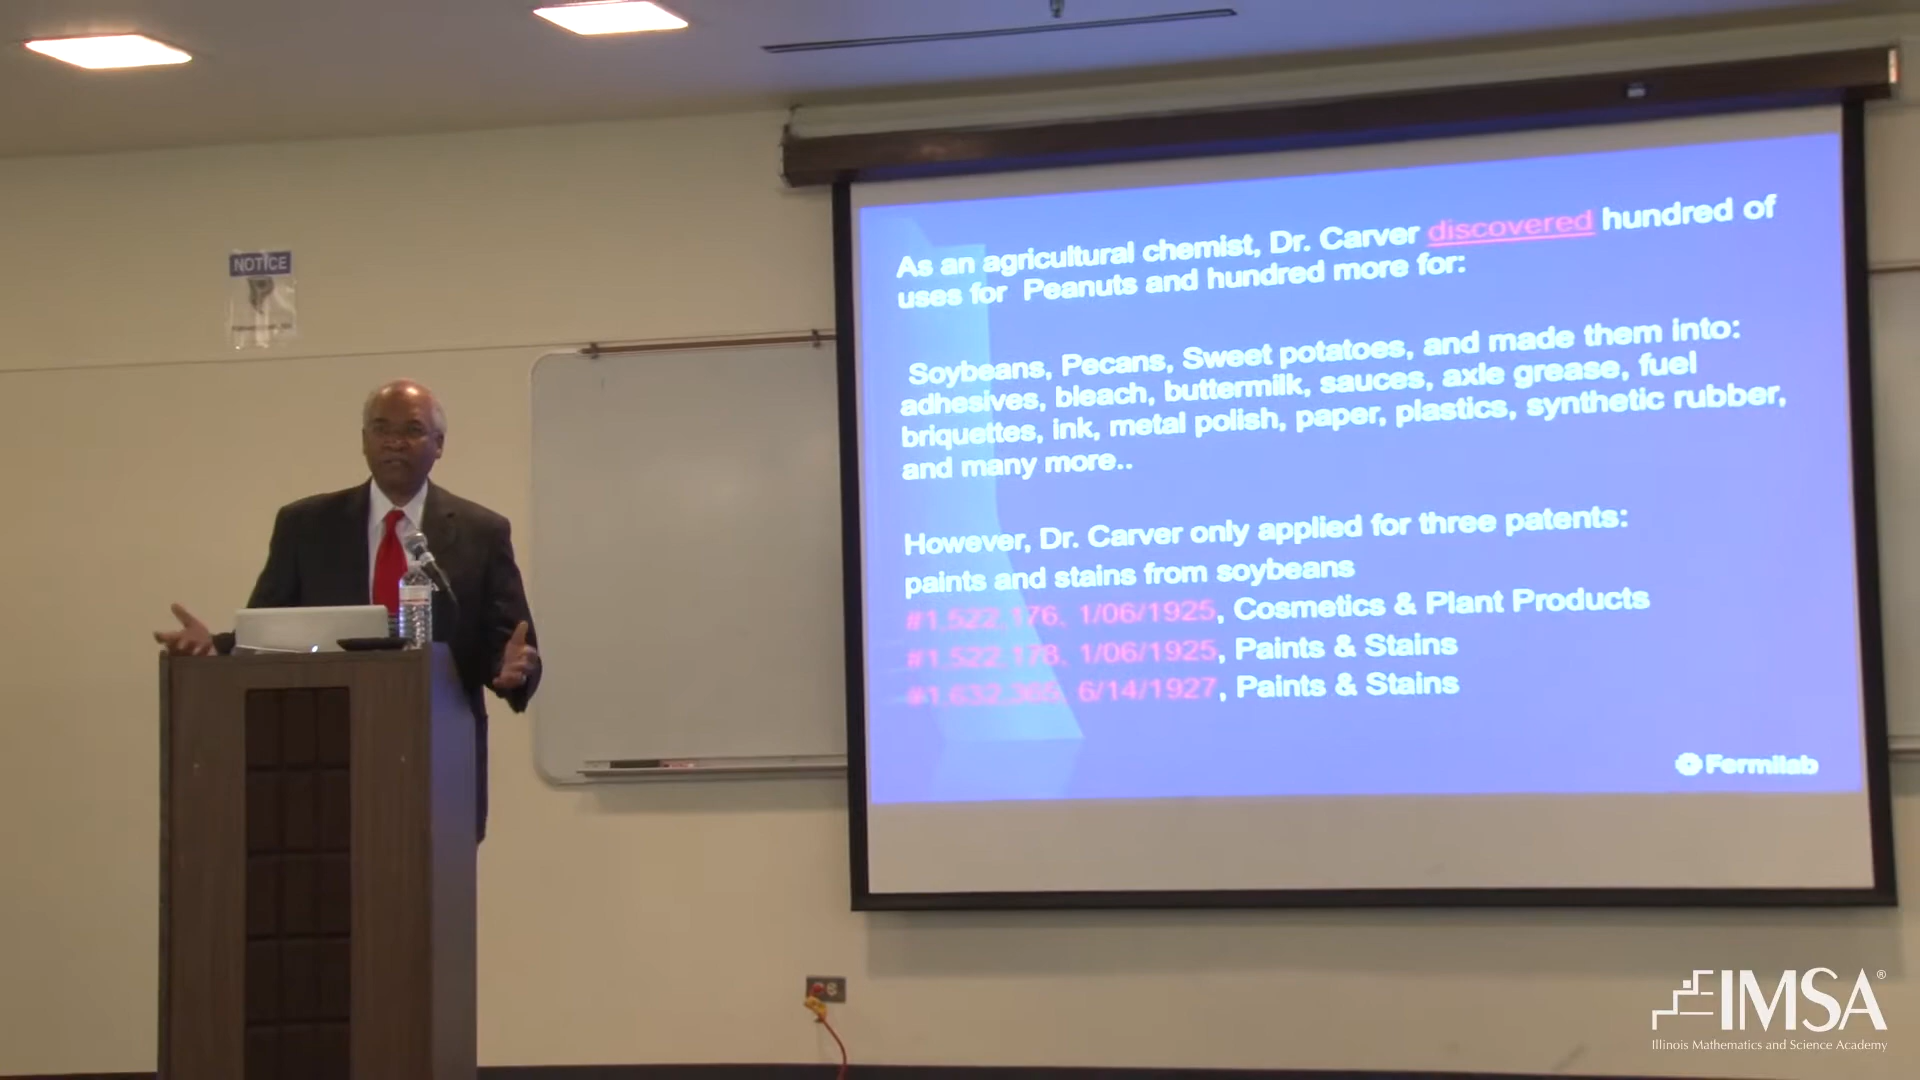 NOTICE
As an agricultural chemist, Dr. Carver discovered hundred of
uses for Peanuts and hundred more for:
Soybeans, Pecans, Sweet potatoes, and made them into:
adhesives, bleach, buttermilk, sauces, axle grease, fuel
briquettes, ink, metal polish, paper, plastics, synthetic rubber,
and many more..
However, Dr. Carver only applied for three patents:
paints and stains from soybeans
#1,522,176, 1/06/1925, Cosmetics & Plant Products
#1,522,178, 1/06/1925, Paints & Stains
#1,632,365, 6/14/1927, Paints & Stains
Fermilab
IMSA®
Illinois Mathematics and Science Academy